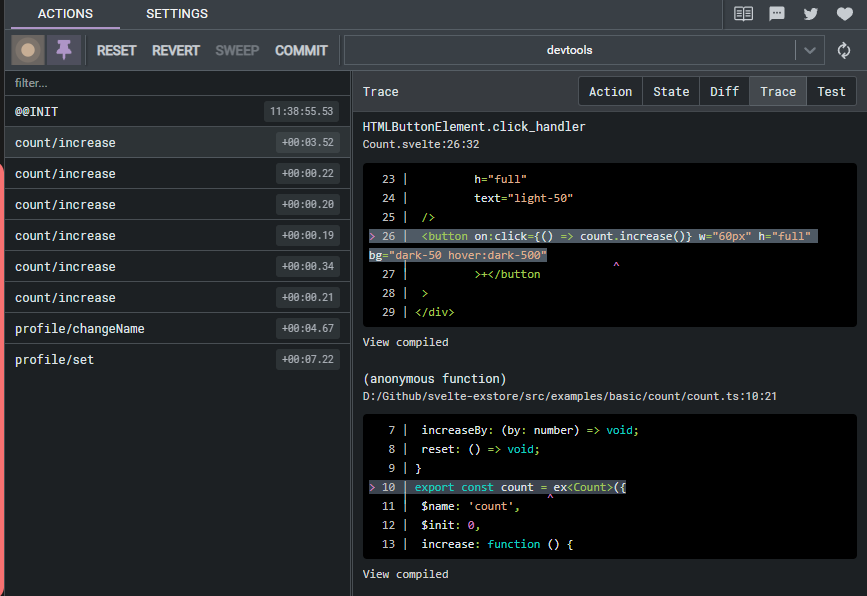 ACTIONS SETTINGS
RESET REVERT SWEEP COMMIT devtools
filter...
@@INIT 11:38:55.53
count/increase +00:03.52
count/increase +00:00.22
count/increase +00:00.20
count/increase +00:00.19
count/increase +00:00.34
count/increase +00:00.21
profile/changeName +00:04.67
profile/set +00:07.22
Trace Action State Diff Trace Test
HTMLButtonElement.click_handler
Count.svelte:26:32
23 | h="full"
24 | text="light-50"
25 | />
> 26 | <button on:click={() => count.increase()} w="60px" h="full"
bg="dark-50 hover:dark-500"
| ^
27 | >+</button
28 | >
29 | </div>
View compiled
(anonymous function)
D:/Github/svelte-exstore/src/examples/basic/count/count.ts:10:21
7 | increaseBy: (by: number) => void;
8 | reset: () => void;
9 | }
> 10 | export const count = ex<Count>({
| ^
11 | $name: 'count',
12 | $init: 0,
13 | increase: function () {
View compiled